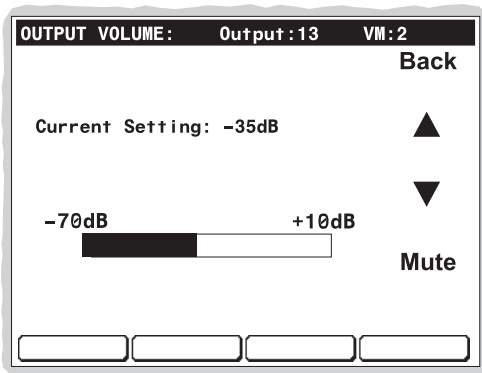 OUTPUT VOLUME: Output:13 VM:2
Back
Current Setting: -35dB
▲
▼
-70dB +10dB
Mute